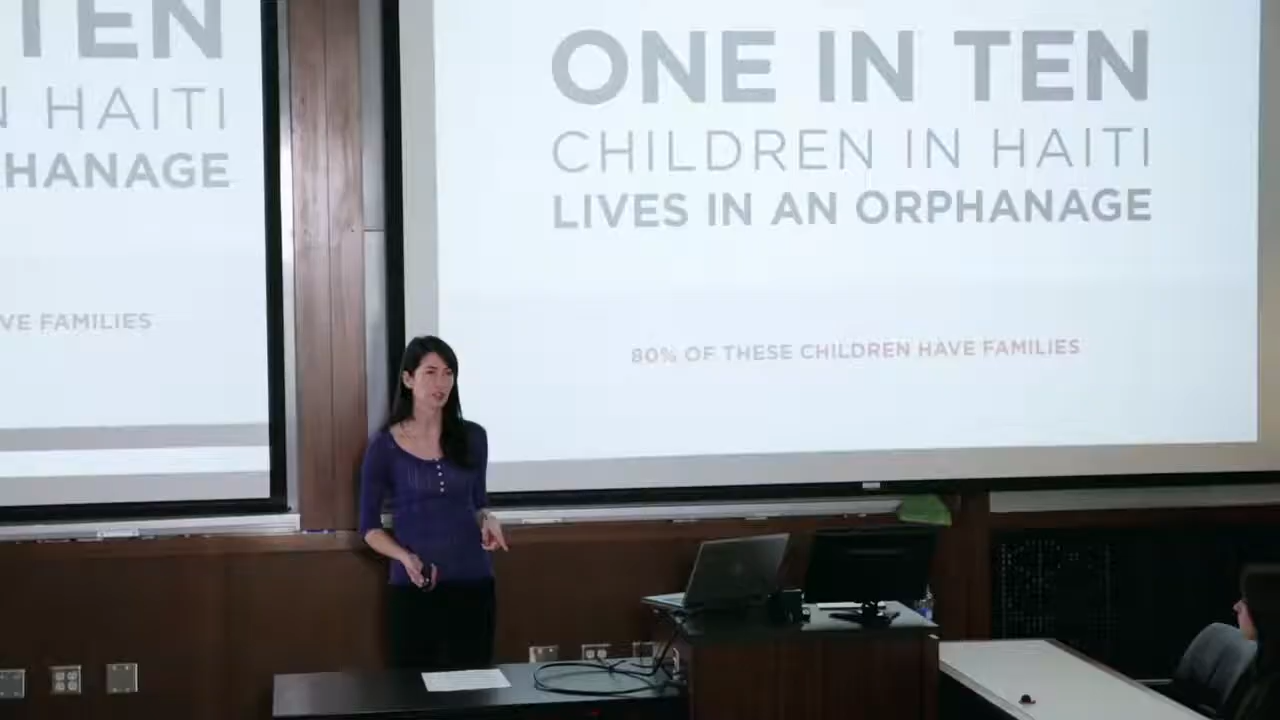 TEN
N HAITI
HANAGE
VE FAMILIES
ONE IN TEN
CHILDREN IN HAITI
LIVES IN AN ORPHANAGE
80% OF THESE CHILDREN HAVE FAMILIES